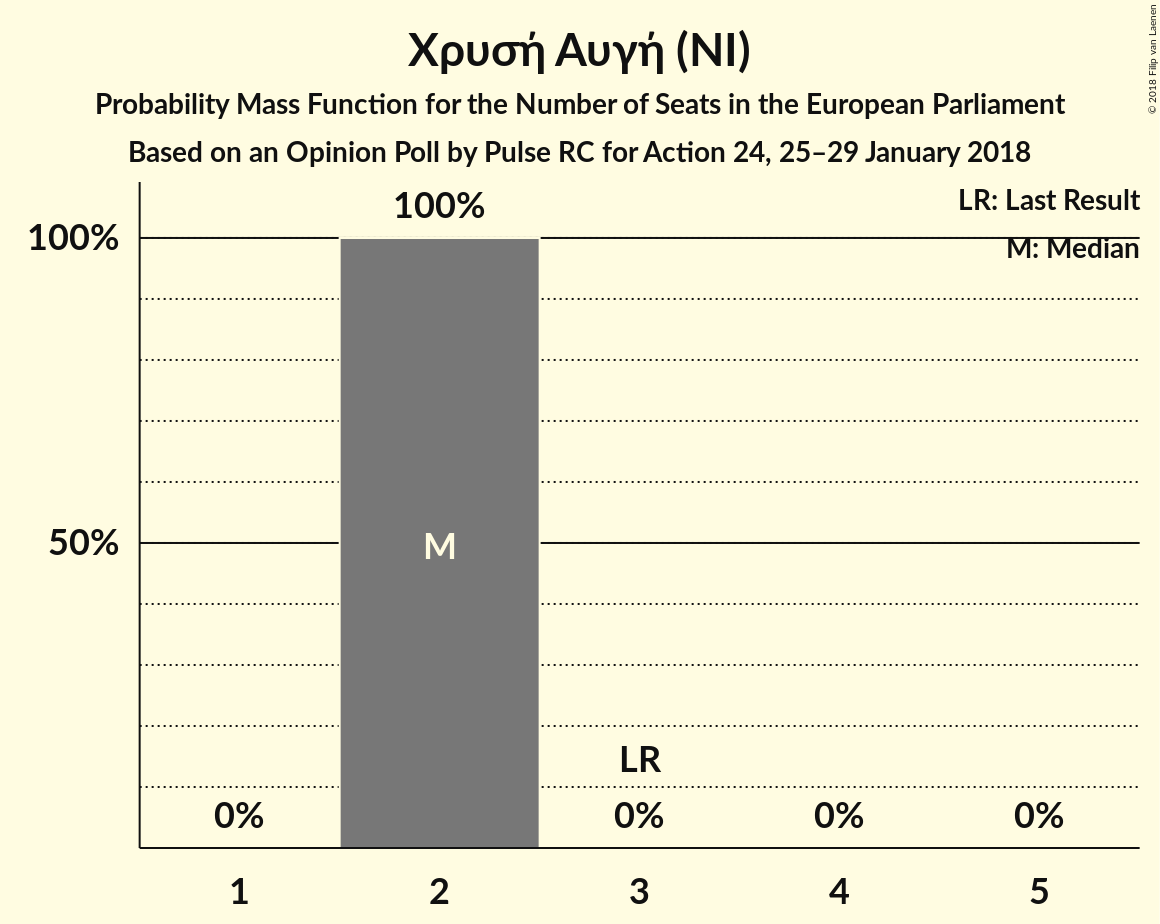 Χρυσή Αυγή (NI)
Probability Mass Function for the Number of Seats in the European Parliament
Based on an Opinion Poll by Pulse RC for Action 24, 25–29 January 2018
© 2018 Filip van Laenen
LR: Last Result
M: Median
100%
100%
50%
M
LR
0%
0%
0%
0%
1
2
3
4
5